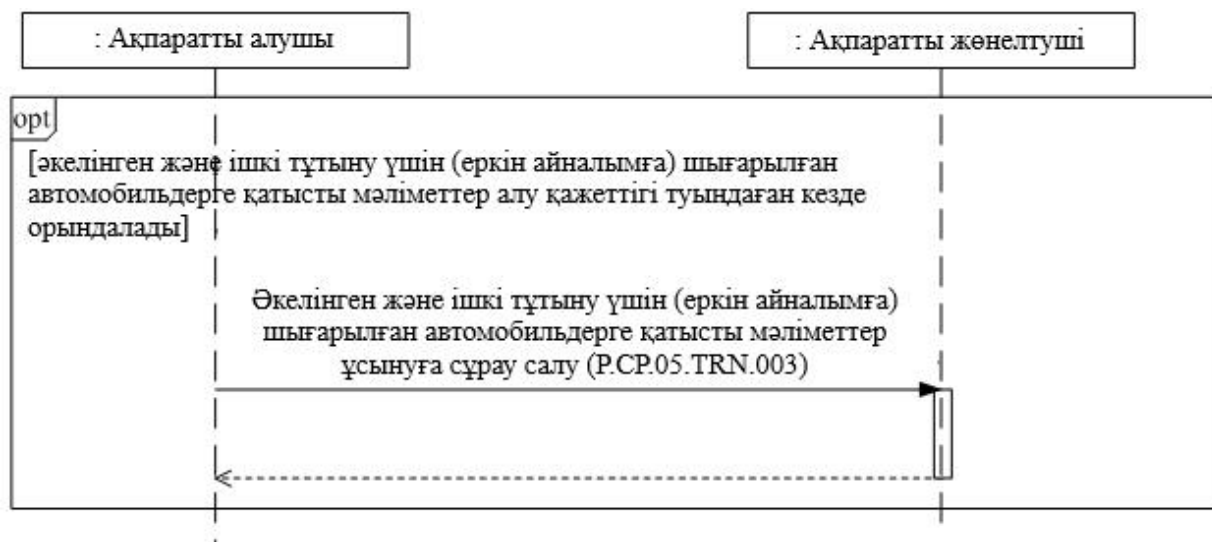 : Ақпаратты алушы
: Ақпаратты жөнелтуші
opt
[әкелінген және ішкі тұтыну үшін (еркін айналымға) шығарылған
автомобильдерге қатысты мәліметтер алу қажеттігі туындаған кезде
орындалады]
Әкелінген және ішкі тұтыну үшін (еркін айналымға)
шығарылған автомобильдерге қатысты мәліметтер
ұсынуға сұрау салу (P.CP.05.TRN.003)